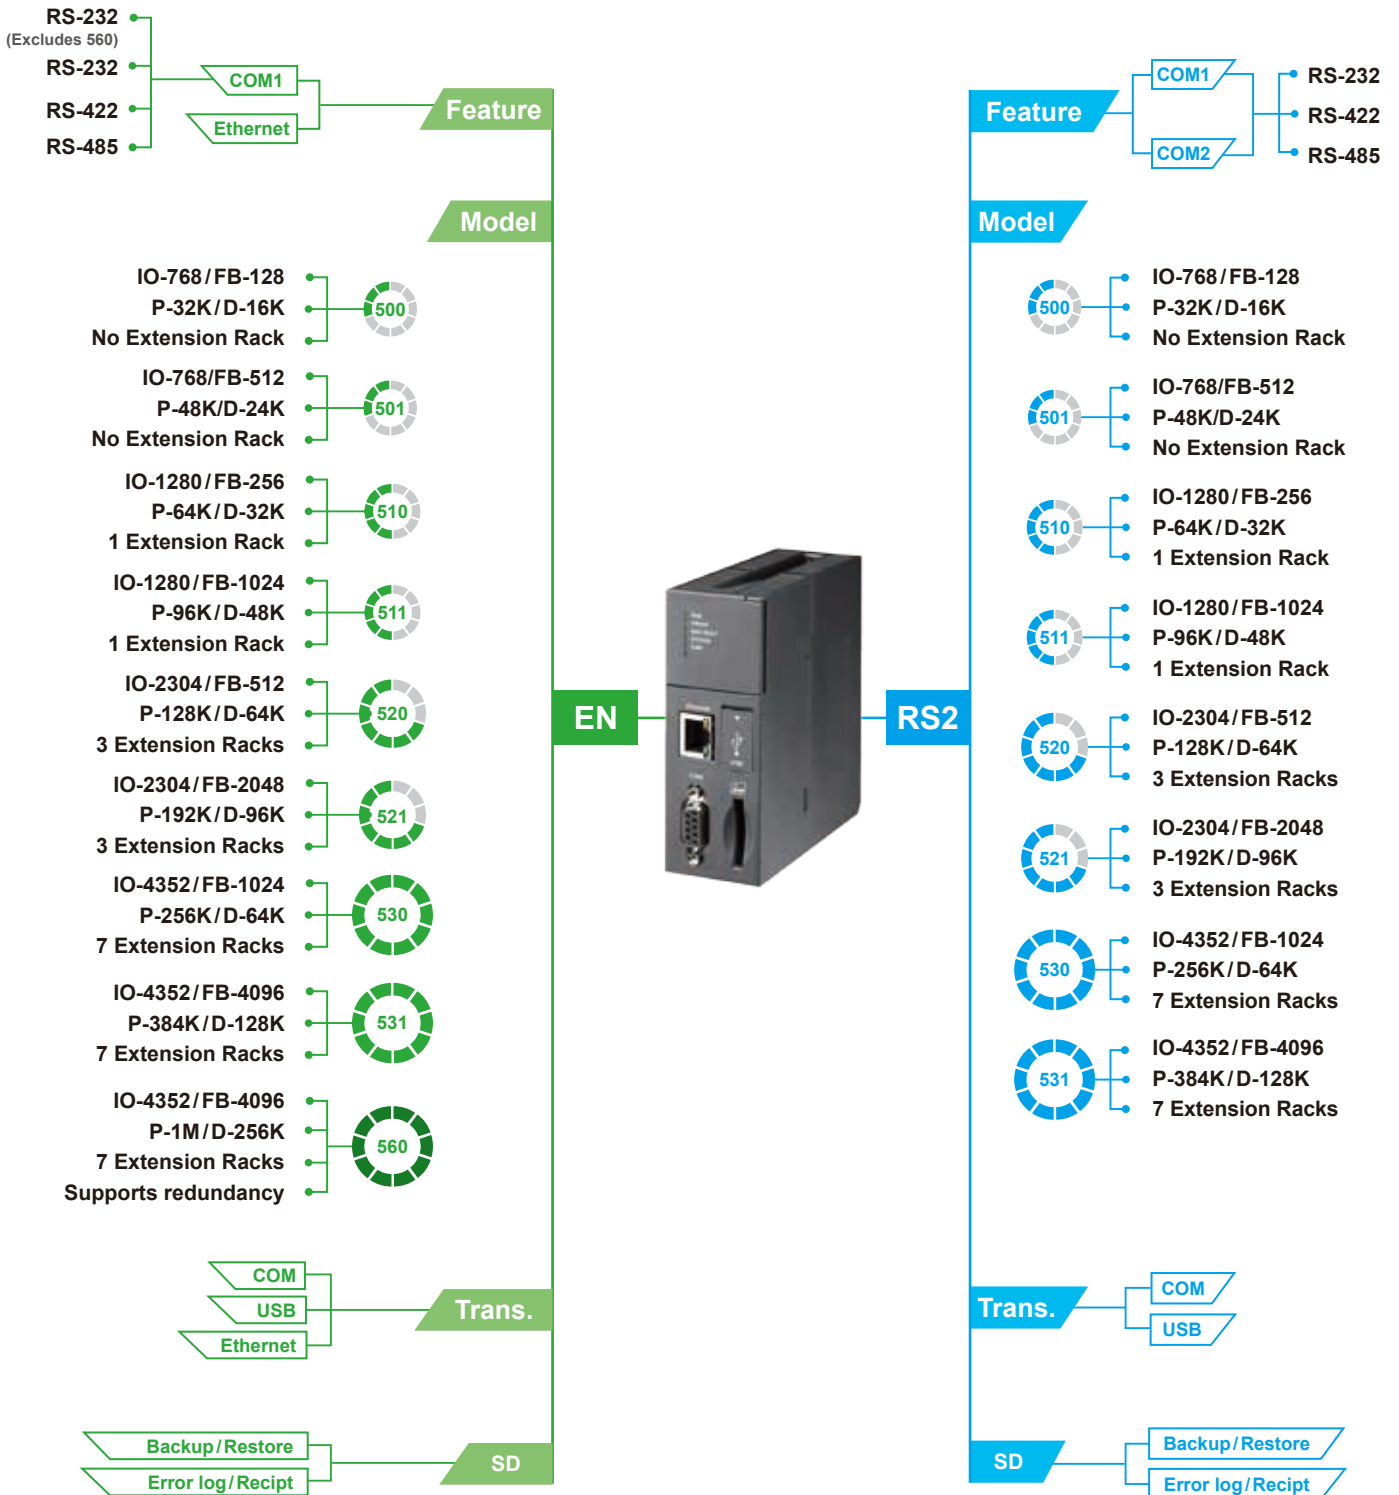 RS-232
(Excludes 560)
RS-232
RS-422
RS-485
COM1
Ethernet
Feature
Model
IO-768/FB-128
P-32K/D-16K
No Extension Rack
500
IO-768/FB-512
P-48K/D-24K
No Extension Rack
501
IO-1280/FB-256
P-64K/D-32K
1 Extension Rack
510
IO-1280/FB-1024
P-96K/D-48K
1 Extension Rack
511
IO-2304/FB-512
P-128K/D-64K
3 Extension Racks
520
IO-2304/FB-2048
P-192K/D-96K
3 Extension Racks
521
IO-4352/FB-1024
P-256K/D-64K
7 Extension Racks
530
IO-4352/FB-4096
P-384K/D-128K
7 Extension Racks
531
IO-4352/FB-4096
P-1M/D-256K
7 Extension Racks
Supports redundancy
560
COM
USB
Ethernet
Trans.
Backup/Restore
Error log/Recipt
SD
EN
RS2
Feature
COM1
COM2
RS-232
RS-422
RS-485
Model
500
IO-768/FB-128
P-32K/D-16K
No Extension Rack
501
IO-768/FB-512
P-48K/D-24K
No Extension Rack
510
IO-1280/FB-256
P-64K/D-32K
1 Extension Rack
511
IO-1280/FB-1024
P-96K/D-48K
1 Extension Rack
520
IO-2304/FB-512
P-128K/D-64K
3 Extension Racks
521
IO-2304/FB-2048
P-192K/D-96K
3 Extension Racks
530
IO-4352/FB-1024
P-256K/D-64K
7 Extension Racks
531
IO-4352/FB-4096
P-384K/D-128K
7 Extension Racks
Trans.
COM
USB
SD
Backup/Restore
Error log/Recipt